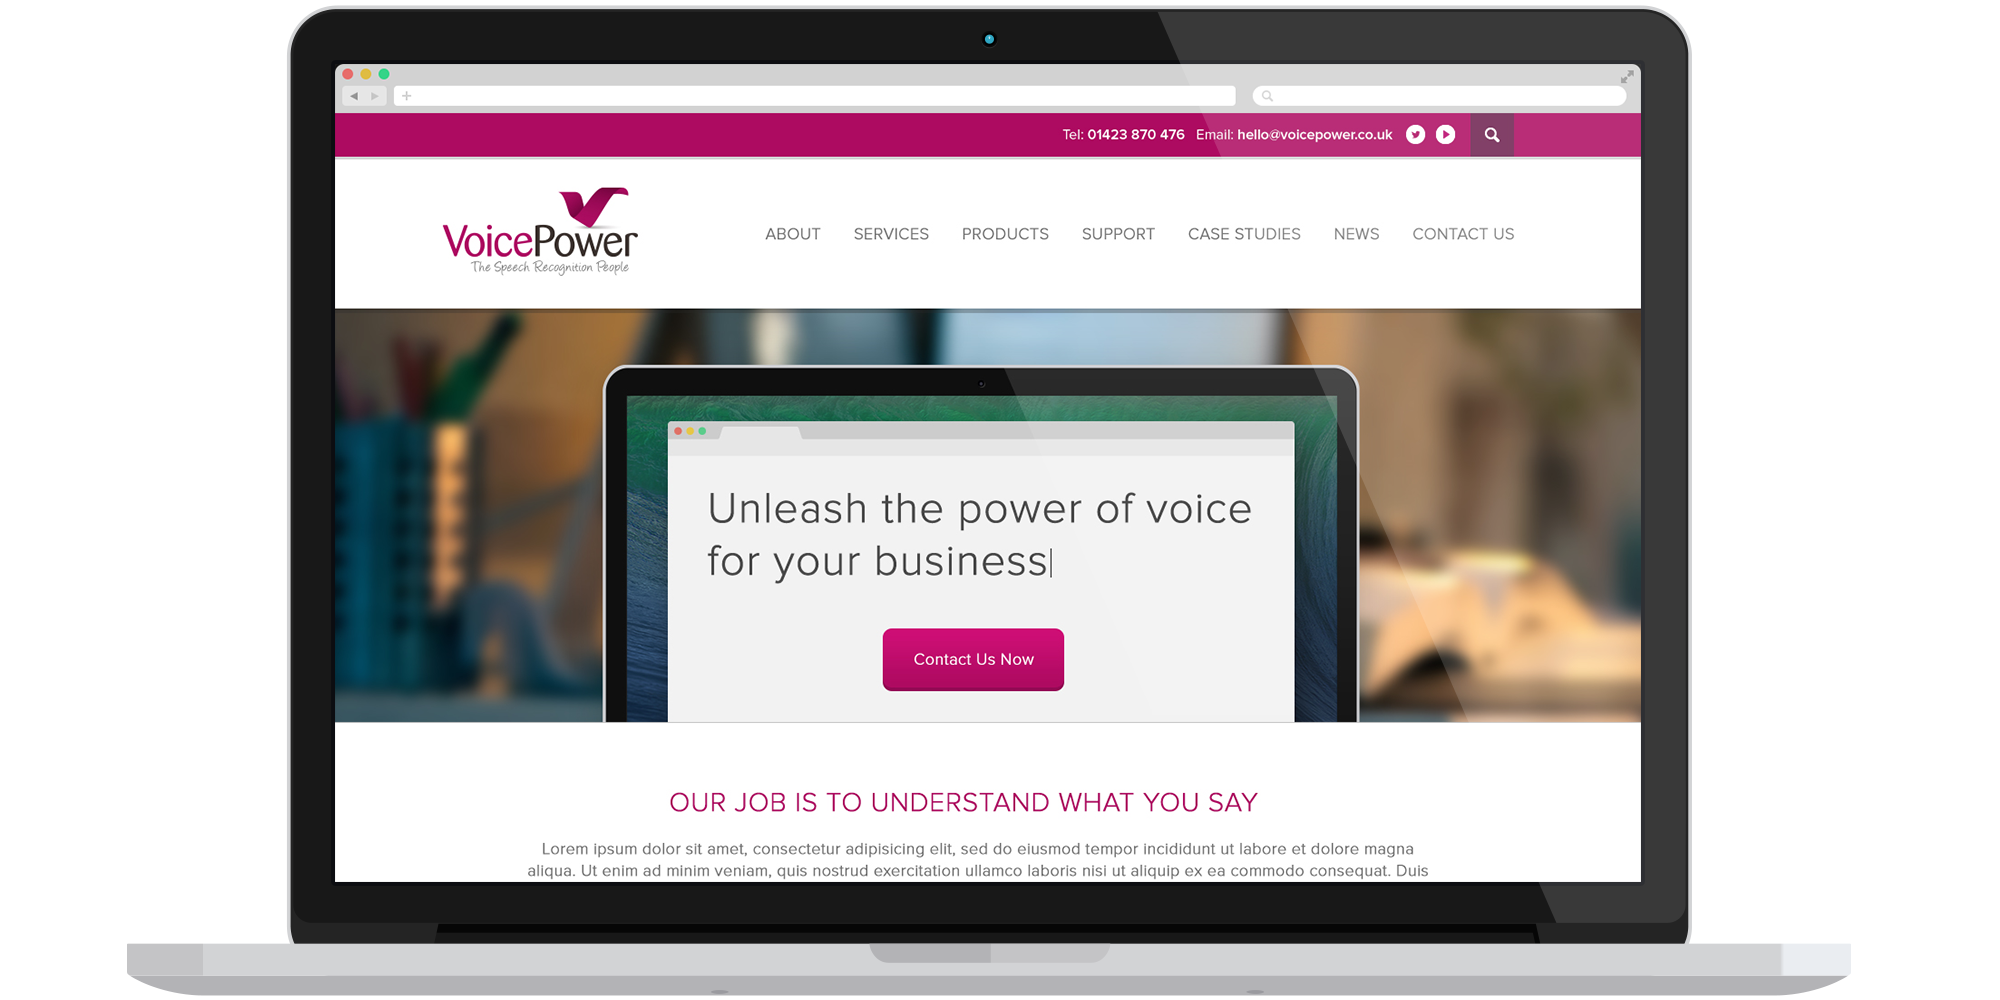 Tel: 01423 870 476 Email: hello@voicepower.co.uk
VoicePower
The Speech Recognition People
ABOUT SERVICES PRODUCTS SUPPORT CASE STUDIES NEWS CONTACT US
Unleash the power of voice
for your business
Contact Us Now
OUR JOB IS TO UNDERSTAND WHAT YOU SAY
Lorem ipsum dolor sit amet, consectetur adipisicing elit, sed do eiusmod tempor incididunt ut labore et dolore magna
aliqua. Ut enim ad minim veniam, quis nostrud exercitation ullamco laboris nisi ut aliquip ex ea commodo consequat. Duis